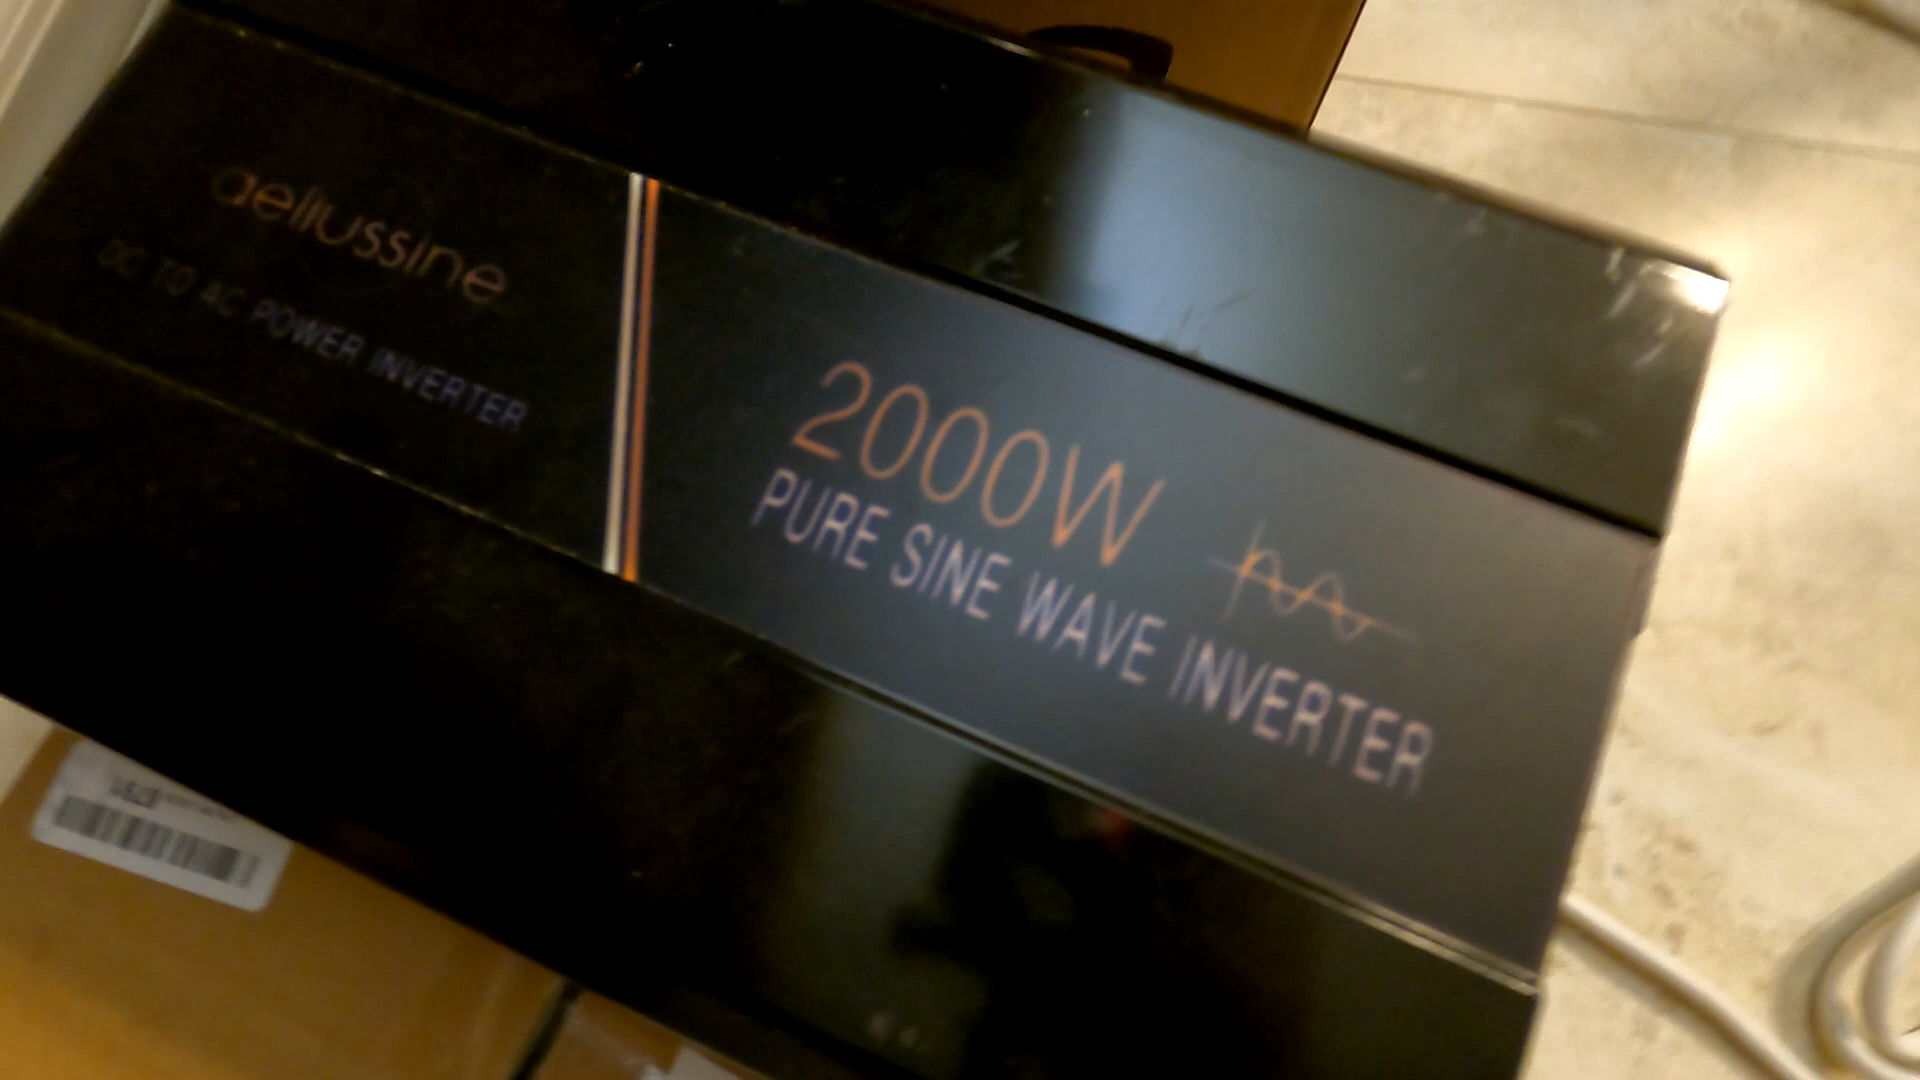 aeliussine
DC TO AC POWER INVERTER
2000W
PURE SINE WAVE INVERTER